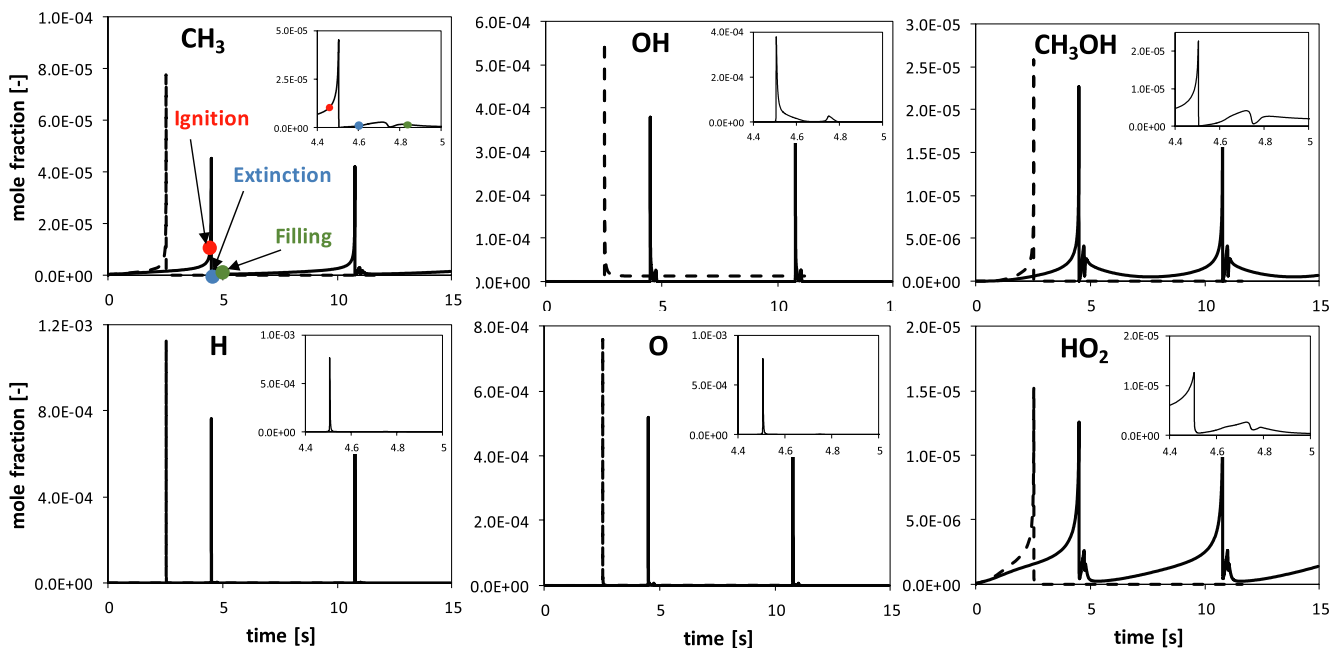 CH3
mole fraction [-]
1.0E-04
8.0E-05
6.0E-05
4.0E-05
2.0E-05
0.0E+00
0 5 10 15
5.0E-05
2.5E-05
0.0E+00
4.4 4.6 4.8 5
Ignition
Extinction
Filling
OH
6.0E-04
5.0E-04
4.0E-04
3.0E-04
2.0E-04
1.0E-04
0.0E+00
0 5 10 1
4.0E-04
2.0E-04
0.0E+00
4.4 4.6 4.8 5
CH3OH
3.0E-05
2.5E-05
2.0E-05
1.5E-05
1.0E-05
5.0E-06
0.0E+00
0 5 10 15
2.0E-05
1.0E-05
0.0E+00
4.4 4.6 4.8 5
H
mole fraction [-]
1.2E-03
8.0E-04
4.0E-04
0.0E+00
0 5 10 15
time [s]
1.0E-03
5.0E-04
0.0E+00
4.4 4.6 4.8 5
O
8.0E-04
6.0E-04
4.0E-04
2.0E-04
0.0E+00
0 5 10 15
time [s]
1.0E-03
5.0E-04
0.0E+00
4.4 4.6 4.8 5
HO2
2.0E-05
1.5E-05
1.0E-05
5.0E-06
0.0E+00
0 5 10 15
time [s]
2.0E-05
1.0E-05
0.0E+00
4.4 4.6 4.8 5